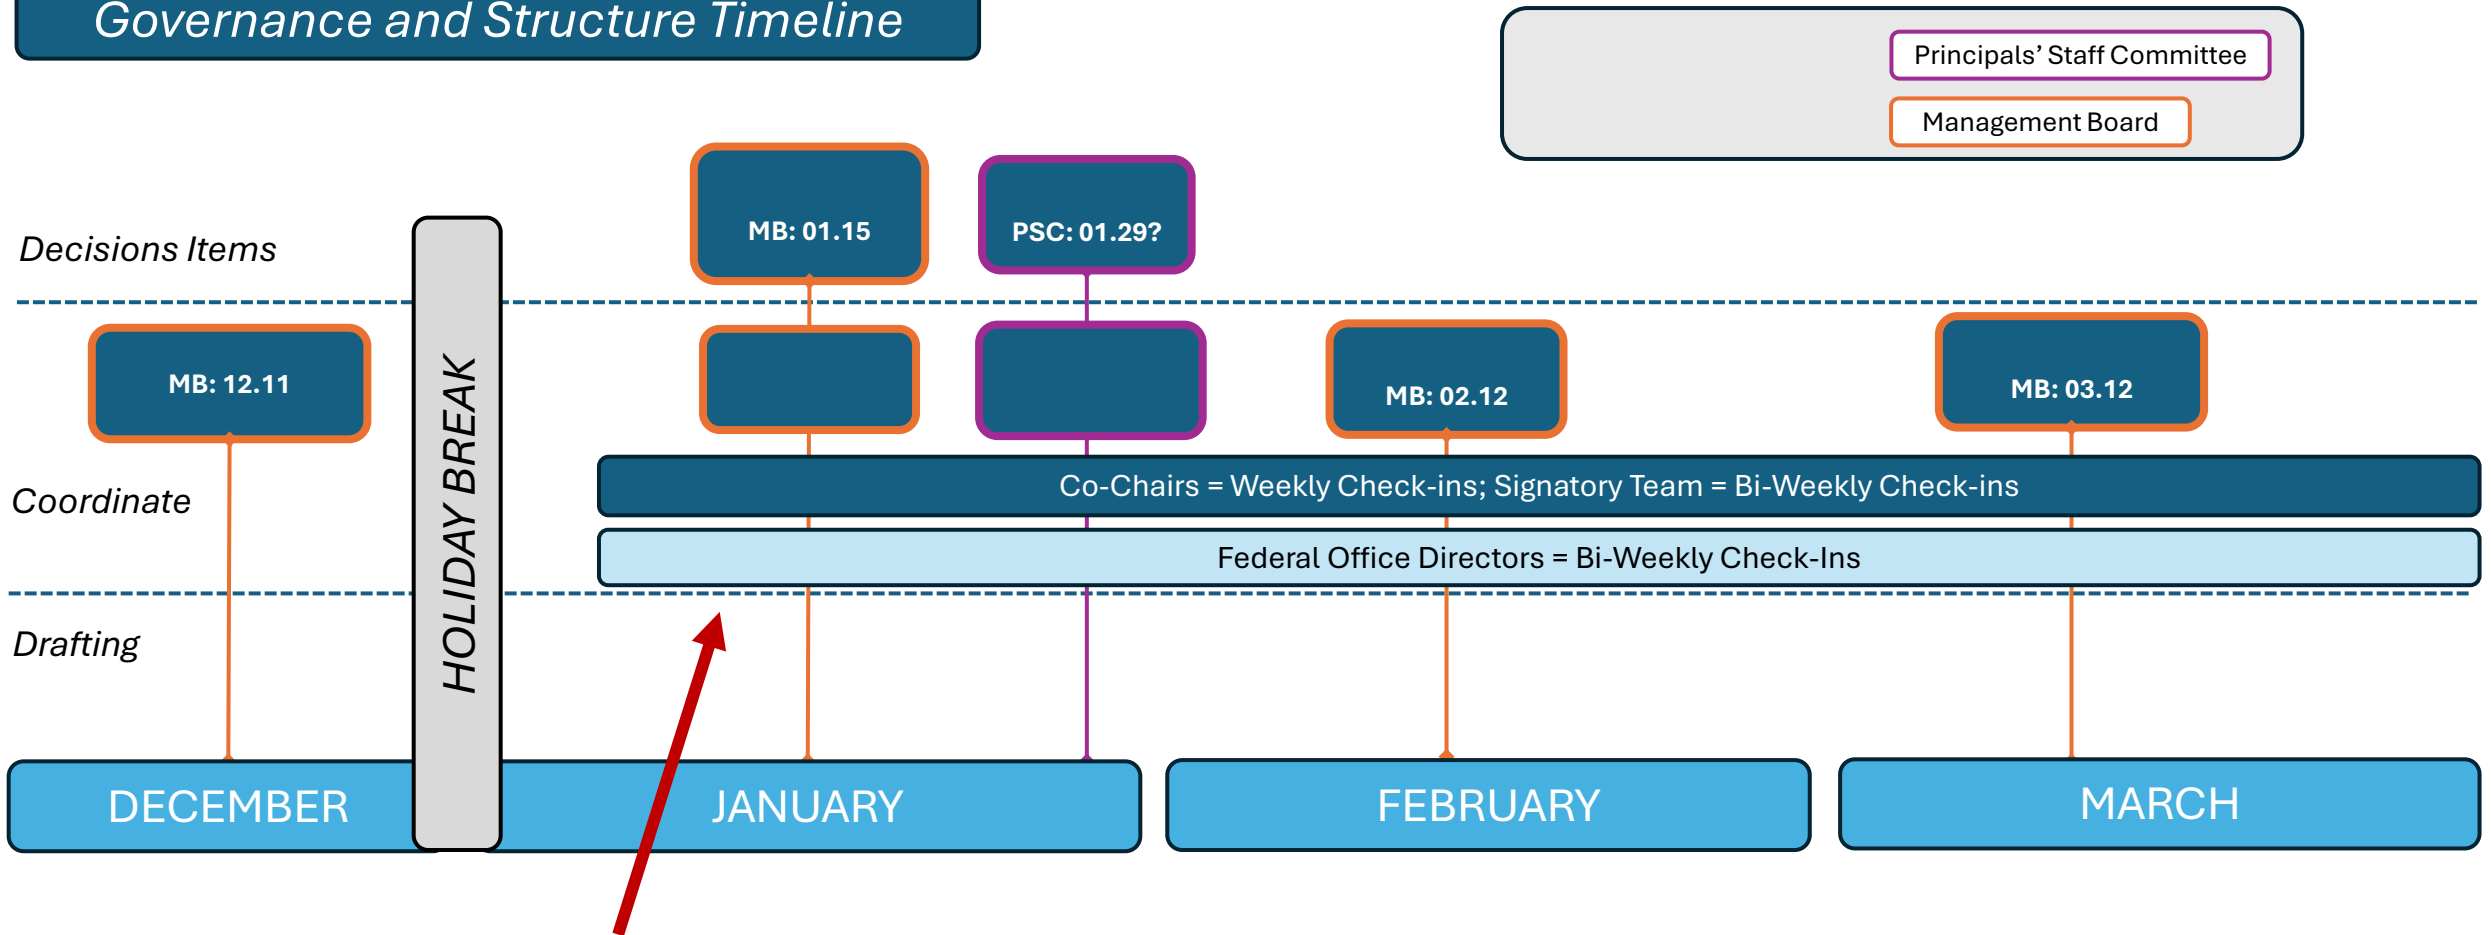 Governance and Structure Timeline
Principals’ Staff Committee
Management Board
MB: 01.15
PSC: 01.29?
Decisions Items
MB: 12.11
HOLIDAY BREAK
MB: 02.12
MB: 03.12
Coordinate
Co-Chairs = Weekly Check-ins; Signatory Team = Bi-Weekly Check-ins
Federal Office Directors = Bi-Weekly Check-Ins
Drafting
DECEMBER
JANUARY
FEBRUARY
MARCH